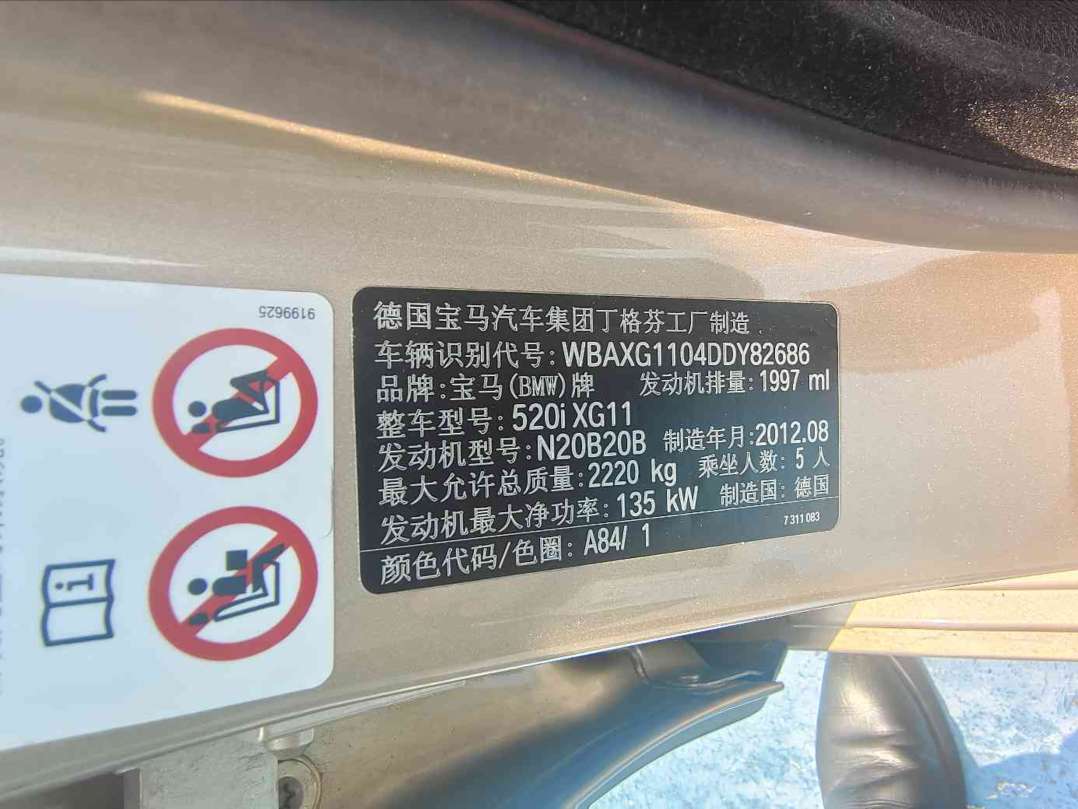 9199625
德国宝马汽车集团丁格芬工厂制造
车辆识别代号: WBAXG1104DDY82686
品牌: 宝马(BMW)牌 发动机排量: 1997 ml
整车型号: 520i XG11
发动机型号: N20B20B 制造年月: 2012.08
最大允许总质量: 2220 kg 乘坐人数: 5 人
发动机最大净功率: 135 kW 制造国: 德国
7 311 083
颜色代码/色圈: A84/ 1